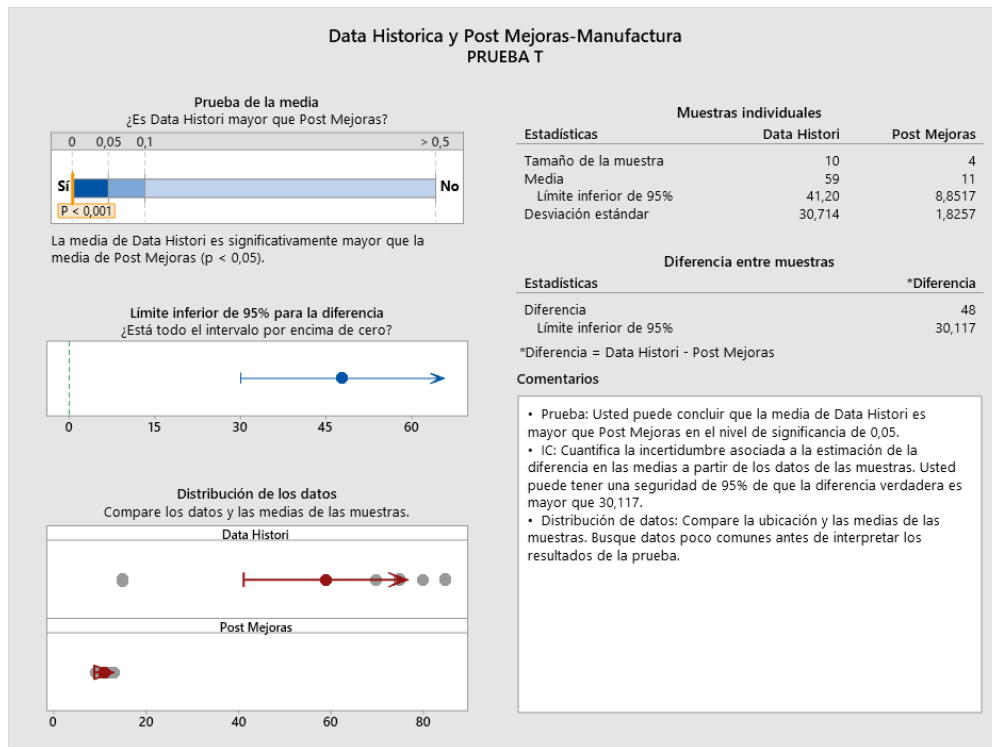 Data Historica y Post Mejoras-Manufactura
PRUEBA T
Prueba de la media
¿Es Data Histori mayor que Post Mejoras?
0 0,05 0,1 > 0,5
Sí No
P < 0,001
La media de Data Histori es significativamente mayor que la
media de Post Mejoras (p < 0,05).
Límite inferior de 95% para la diferencia
¿Está todo el intervalo por encima de cero?
0 15 30 45 60
Distribución de los datos
Compare los datos y las medias de las muestras.
Data Histori
Post Mejoras
0 20 40 60 80
Muestras individuales
Estadísticas Data Histori Post Mejoras
Tamaño de la muestra 10 4
Media 59 11
Límite inferior de 95% 41,20 8,8517
Desviación estándar 30,714 1,8257
Diferencia entre muestras
Estadísticas *Diferencia
Diferencia 48
Límite inferior de 95% 30,117
*Diferencia = Data Histori - Post Mejoras
Comentarios
• Prueba: Usted puede concluir que la media de Data Histori es
mayor que Post Mejoras en el nivel de significancia de 0,05.
• IC: Cuantifica la incertidumbre asociada a la estimación de la
diferencia en las medias a partir de los datos de las muestras. Usted
puede tener una seguridad de 95% de que la diferencia verdadera es
mayor que 30,117.
• Distribución de datos: Compare la ubicación y las medias de las
muestras. Busque datos poco comunes antes de interpretar los
resultados de la prueba.